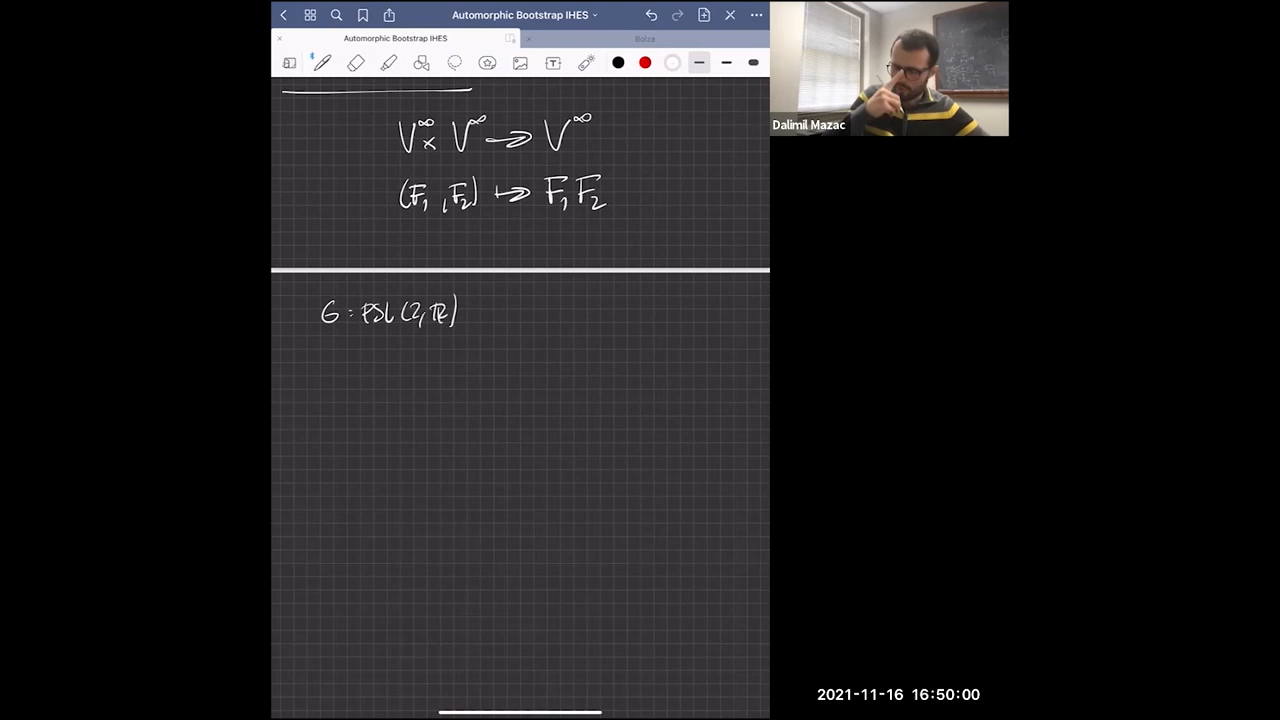 Automorphic Bootstrap IHES
Automorphic Bootstrap IHES
Bolza
T
V^∞ × V^∞ → V^∞
(F₁, F₂) ↦ F₁F₂
G = PSL(2, ℝ)
Dalimil Mazac
2021-11-16 16:50:00